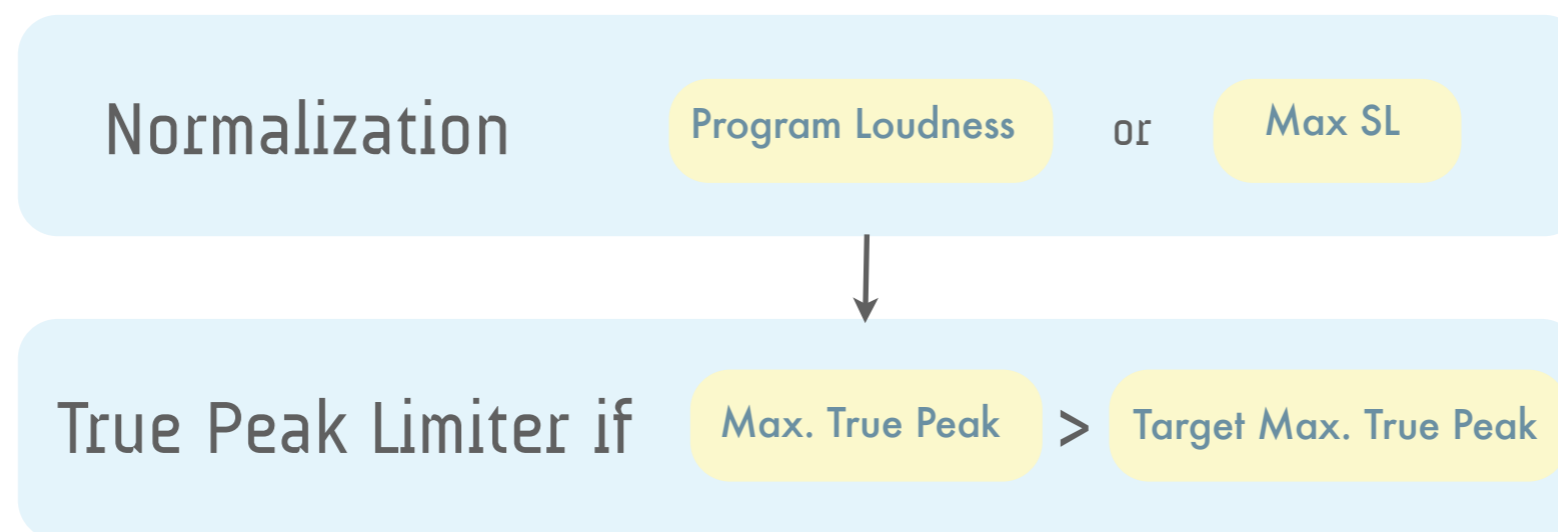 Normalization Program Loudness or Max SL
True Peak Limiter if Max. True Peak > Target Max. True Peak